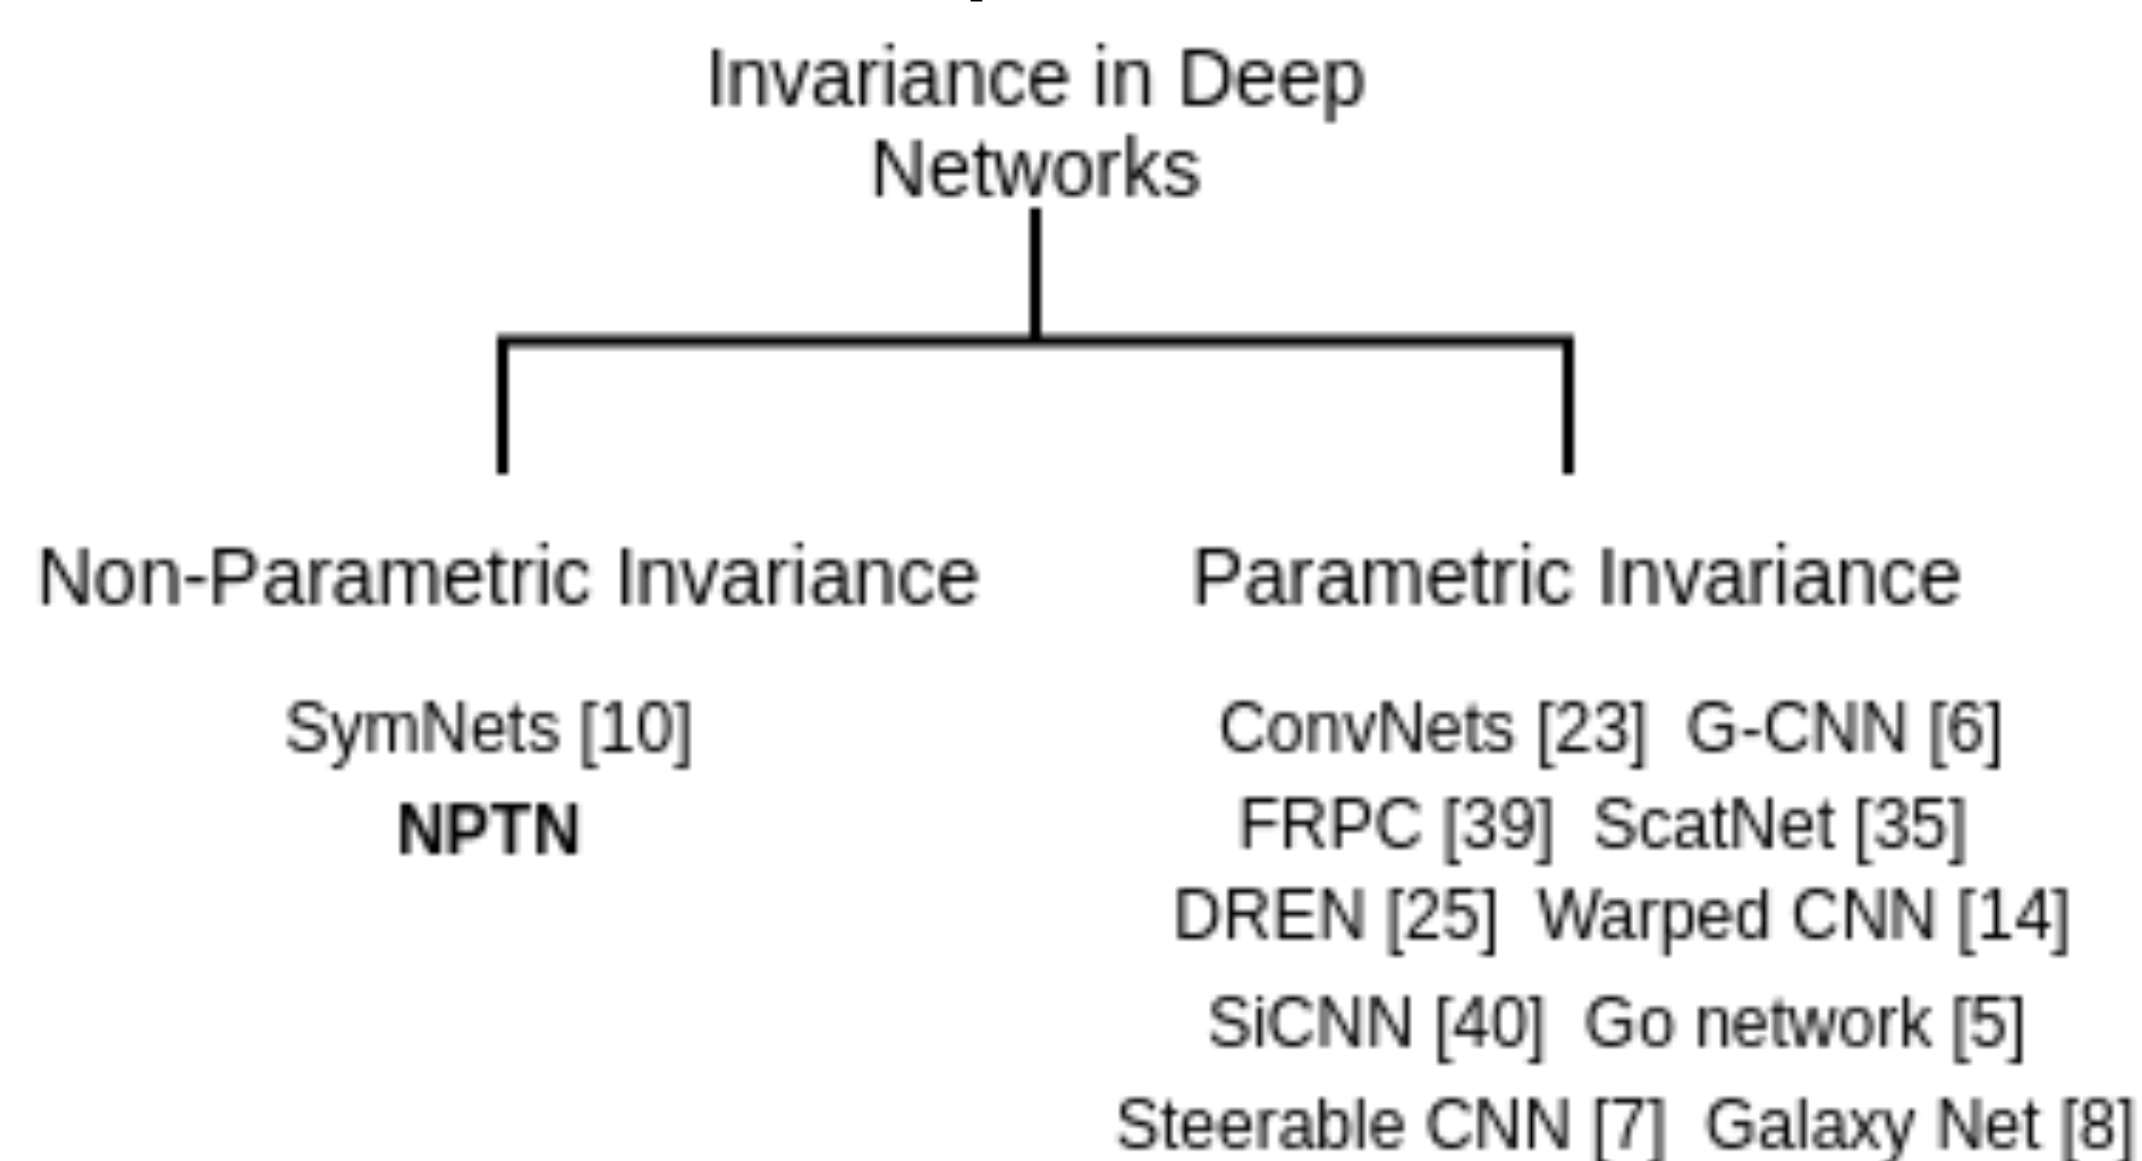 Invariance in Deep
Networks
Non-Parametric Invariance
Parametric Invariance
SymNets [10]
NPTN
ConvNets [23] G-CNN [6]
FRPC [39] ScatNet [35]
DREN [25] Warped CNN [14]
SiCNN [40] Go network [5]
Steerable CNN [7] Galaxy Net [8]